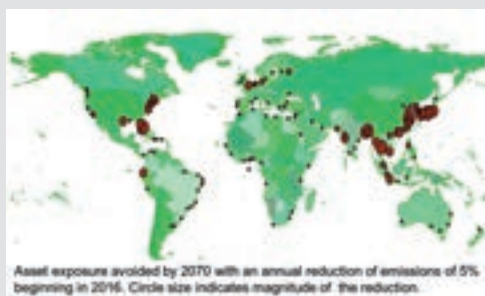 Asset exposure avoided by 2070 with an annual reduction of emissions of 5%
beginning in 2016. Circle size indicates magnitude of the reduction.